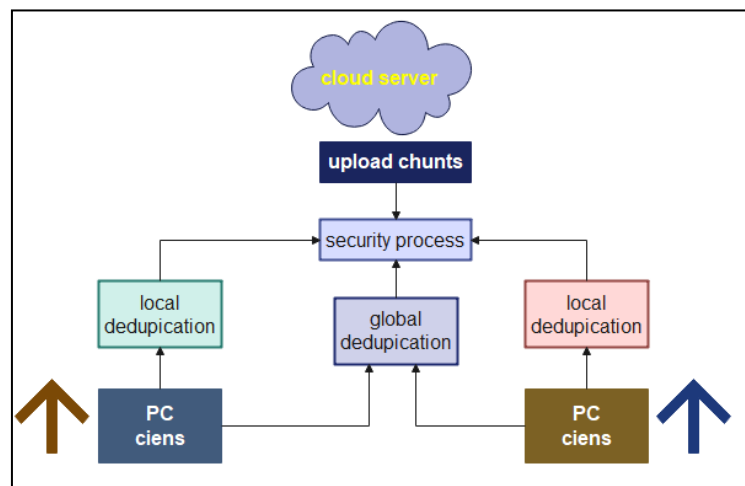 cloud server
upload chunts
security process
local
dedupication
global
dedupication
local
dedupication
PC
ciens
PC
ciens